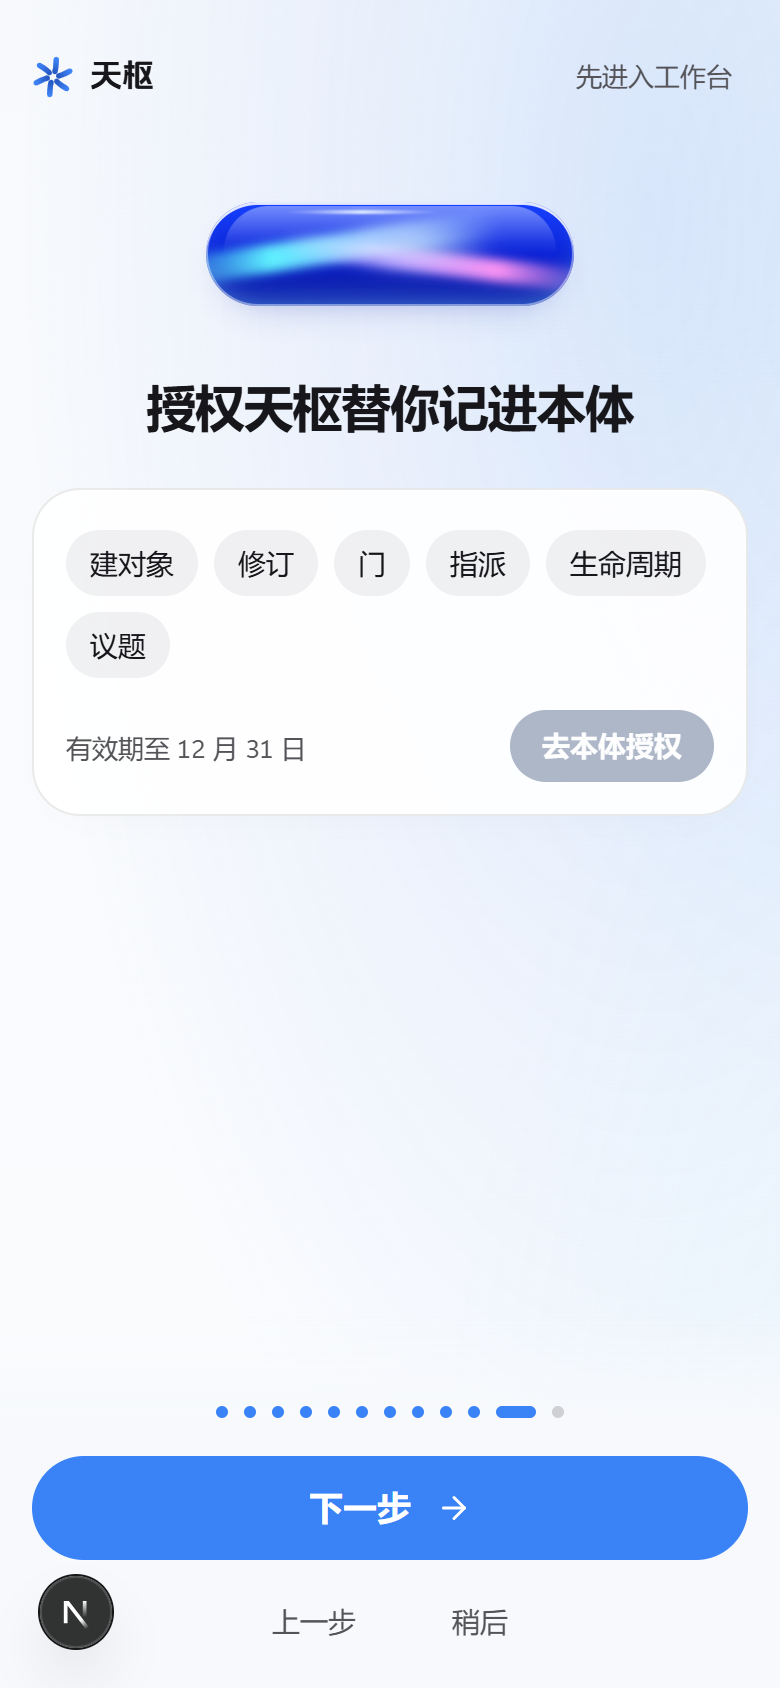 天枢
先进入工作台
授权天枢替你记进本体
建对象 修订 门 指派 生命周期
议题
有效期至 12 月 31 日
去本体授权
下一步
N
上一步 稍后